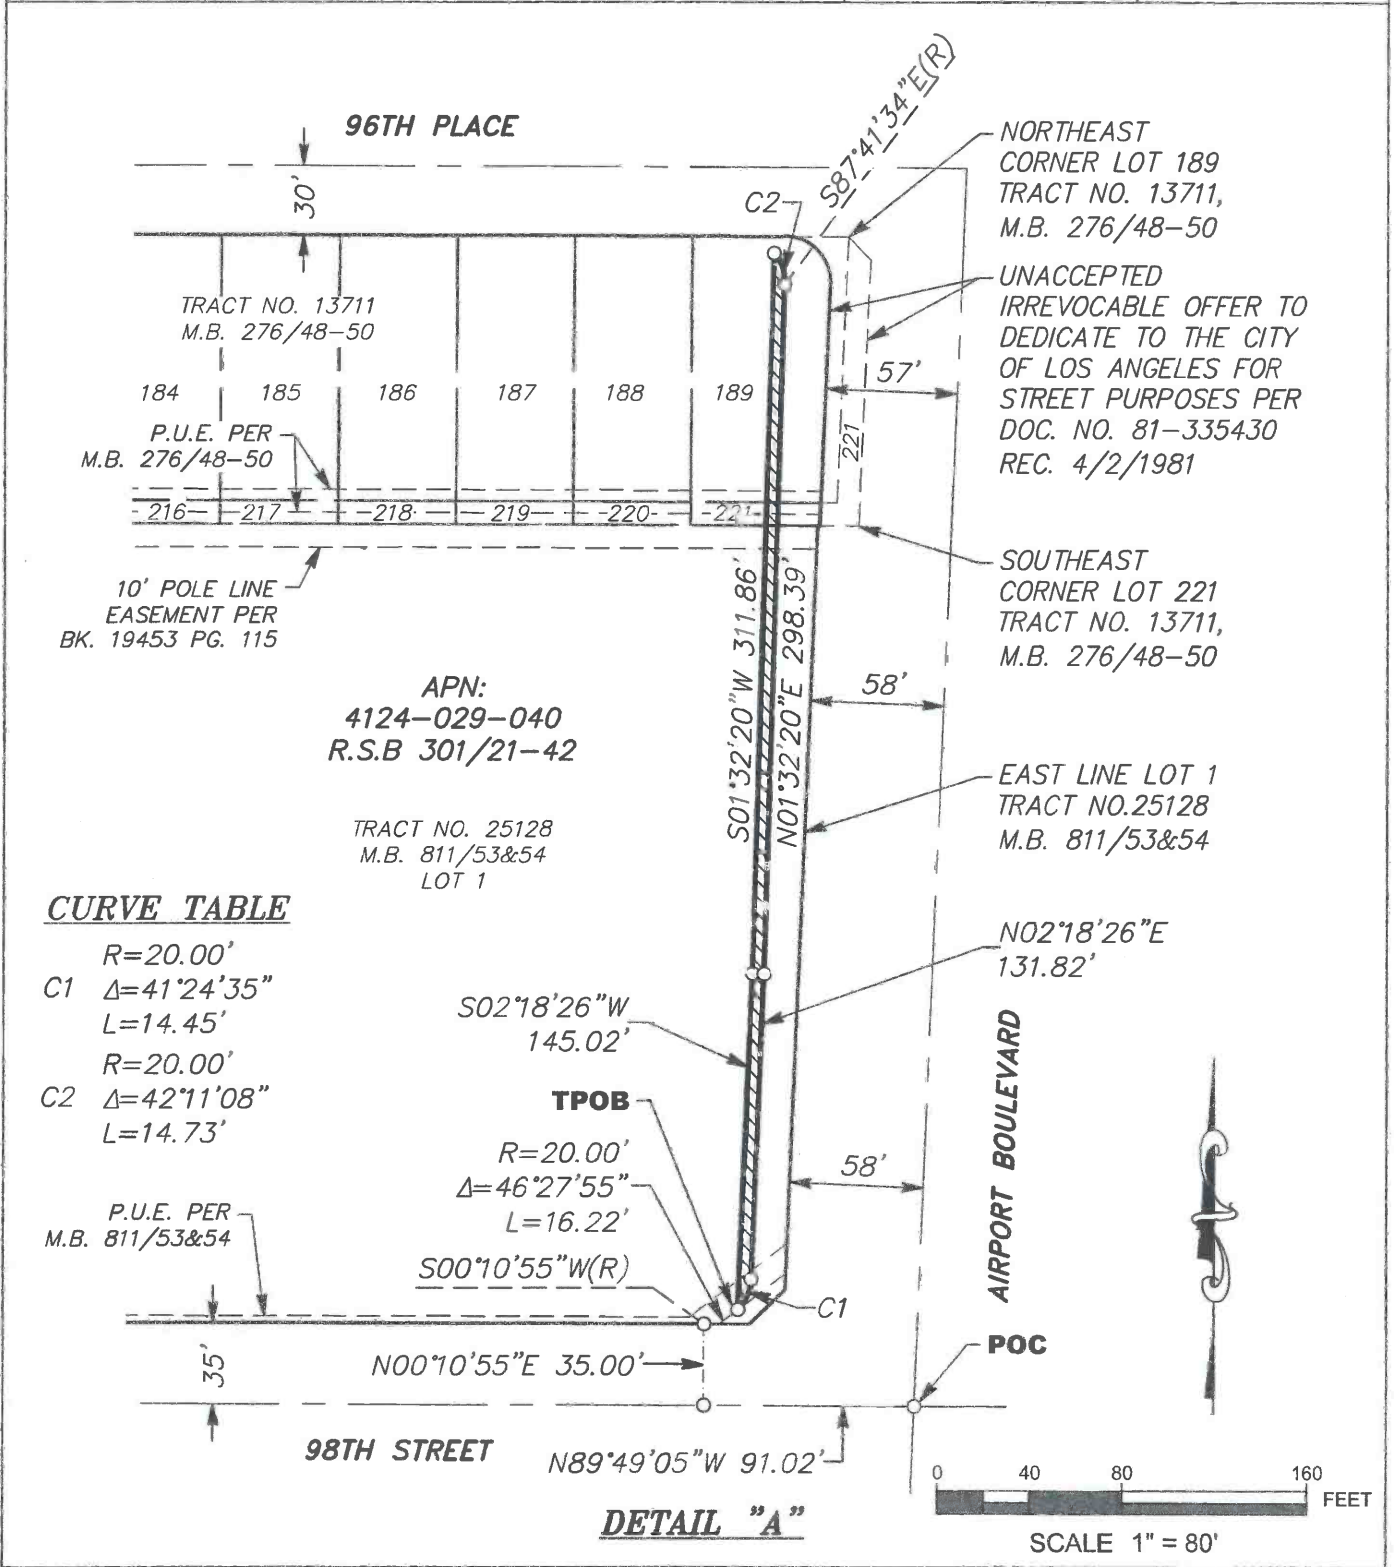 96TH PLACE
30'
C2
S87°41'34"E(R)
NORTHEAST
CORNER LOT 189
TRACT NO. 13711,
M.B. 276/48-50
UNACCEPTED
IRREVOCABLE OFFER TO
DEDICATE TO THE CITY
OF LOS ANGELES FOR
STREET PURPOSES PER
DOC. NO. 81-335430
REC. 4/2/1981
TRACT NO. 13711
M.B. 276/48-50
184
185
186
187
188
189
57'
221
P.U.E. PER
M.B. 276/48-50
216
217
218
219
220
221
SOUTHEAST
CORNER LOT 221
TRACT NO. 13711,
M.B. 276/48-50
10' POLE LINE
EASEMENT PER
BK. 19453 PG. 115
S01°32'20"W 311.86'
N01°32'20"E 298.39'
58'
APN:
4124-029-040
R.S.B 301/21-42
EAST LINE LOT 1
TRACT NO.25128
M.B. 811/53&54
TRACT NO. 25128
M.B. 811/53&54
LOT 1
CURVE TABLE
R=20.00'
C1 Δ=41°24'35"
L=14.45'
R=20.00'
C2 Δ=42°11'08"
L=14.73'
N02°18'26"E
131.82'
S02°18'26"W
145.02'
TPOB
R=20.00'
Δ=46°27'55"
L=16.22'
58'
AIRPORT BOULEVARD
P.U.E. PER
M.B. 811/53&54
S00°10'55"W(R)
C1
35'
N00°10'55"E 35.00'
POC
98TH STREET
N89°49'05"W 91.02'
DETAIL "A"
0 40 80 160
FEET
SCALE 1" = 80'